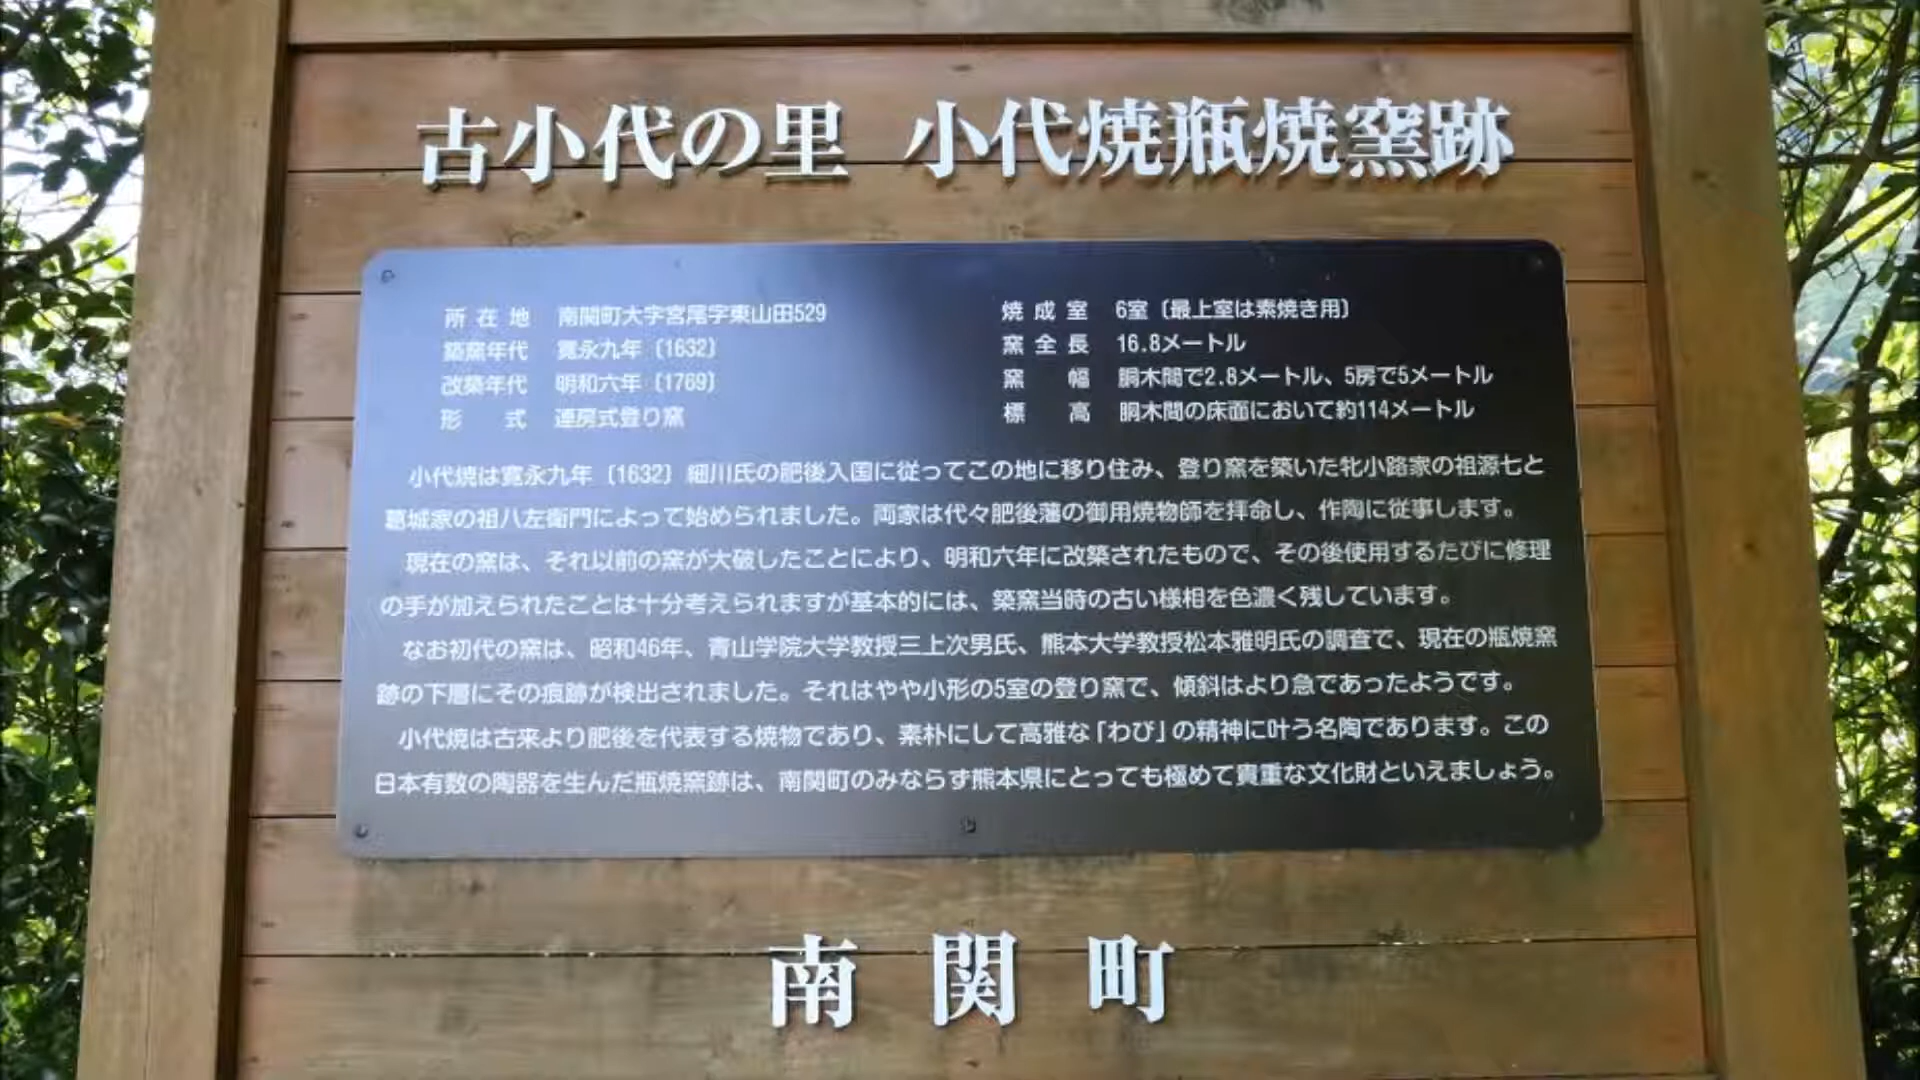 古小代の里 小代焼瓶焼窯跡
所在地 南関町大字宮尾字東山田529
築窯年代 寛永九年〔1632〕
改築年代 明和六年〔1769〕
形式 連房式登り窯
焼成室 6室〔最上室は素焼き用〕
窯全長 16.8メートル
窯幅 胴木間で2.8メートル、5房で5メートル
標高 胴木間の床面において約114メートル
小代焼は寛永九年〔1632〕細川氏の肥後入国に従ってこの地に移り住み、登り窯を築いた牝小路家の祖源七と
葛城家の祖八左衛門によって始められました。両家は代々肥後藩の御用焼物師を拝命し、作陶に従事します。
現在の窯は、それ以前の窯が大破したことにより、明和六年に改築されたもので、その後使用するたびに修理
の手が加えられたことは十分考えられますが基本的には、築窯当時の古い様相を色濃く残しています。
なお初代の窯は、昭和46年、青山学院大学教授三上次男氏、熊本大学教授松本雅明氏の調査で、現在の瓶焼窯
跡の下層にその痕跡が検出されました。それはやや小形の5室の登り窯で、傾斜はより急であったようです。
小代焼は古来より肥後を代表する焼物であり、素朴にして高雅な「わび」の精神に叶う名陶であります。この
日本有数の陶器を生んだ瓶焼窯跡は、南関町のみならず熊本県にとっても極めて貴重な文化財といえましょう。
南関町